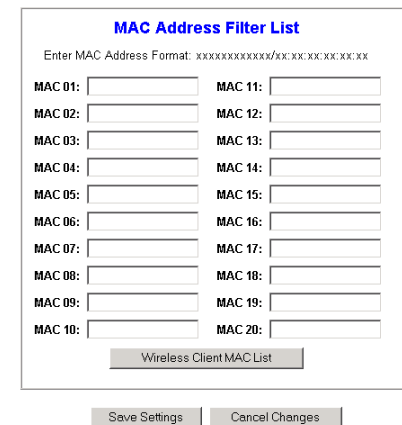 MAC Address Filter List
Enter MAC Address Format: xxxxxxxxxxxx/xx:xx:xx:xx:xx:xx
MAC 01: MAC 11:
MAC 02: MAC 12:
MAC 03: MAC 13:
MAC 04: MAC 14:
MAC 05: MAC 15:
MAC 06: MAC 16:
MAC 07: MAC 17:
MAC 08: MAC 18:
MAC 09: MAC 19:
MAC 10: MAC 20:
Wireless Client MAC List
Save Settings Cancel Changes